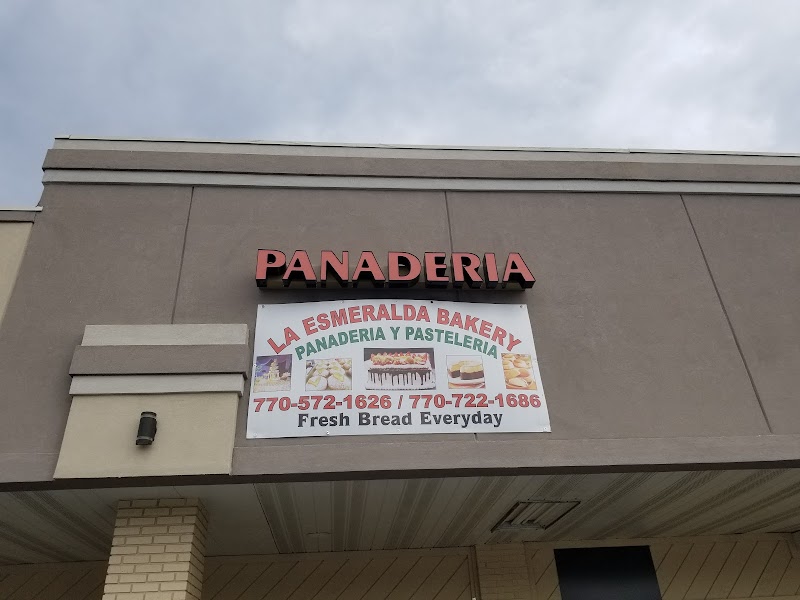 PANADERIA
LA ESMERALDA BAKERY
PANADERIA Y PASTELERIA
770-572-1626 / 770-722-1686
Fresh Bread Everyday